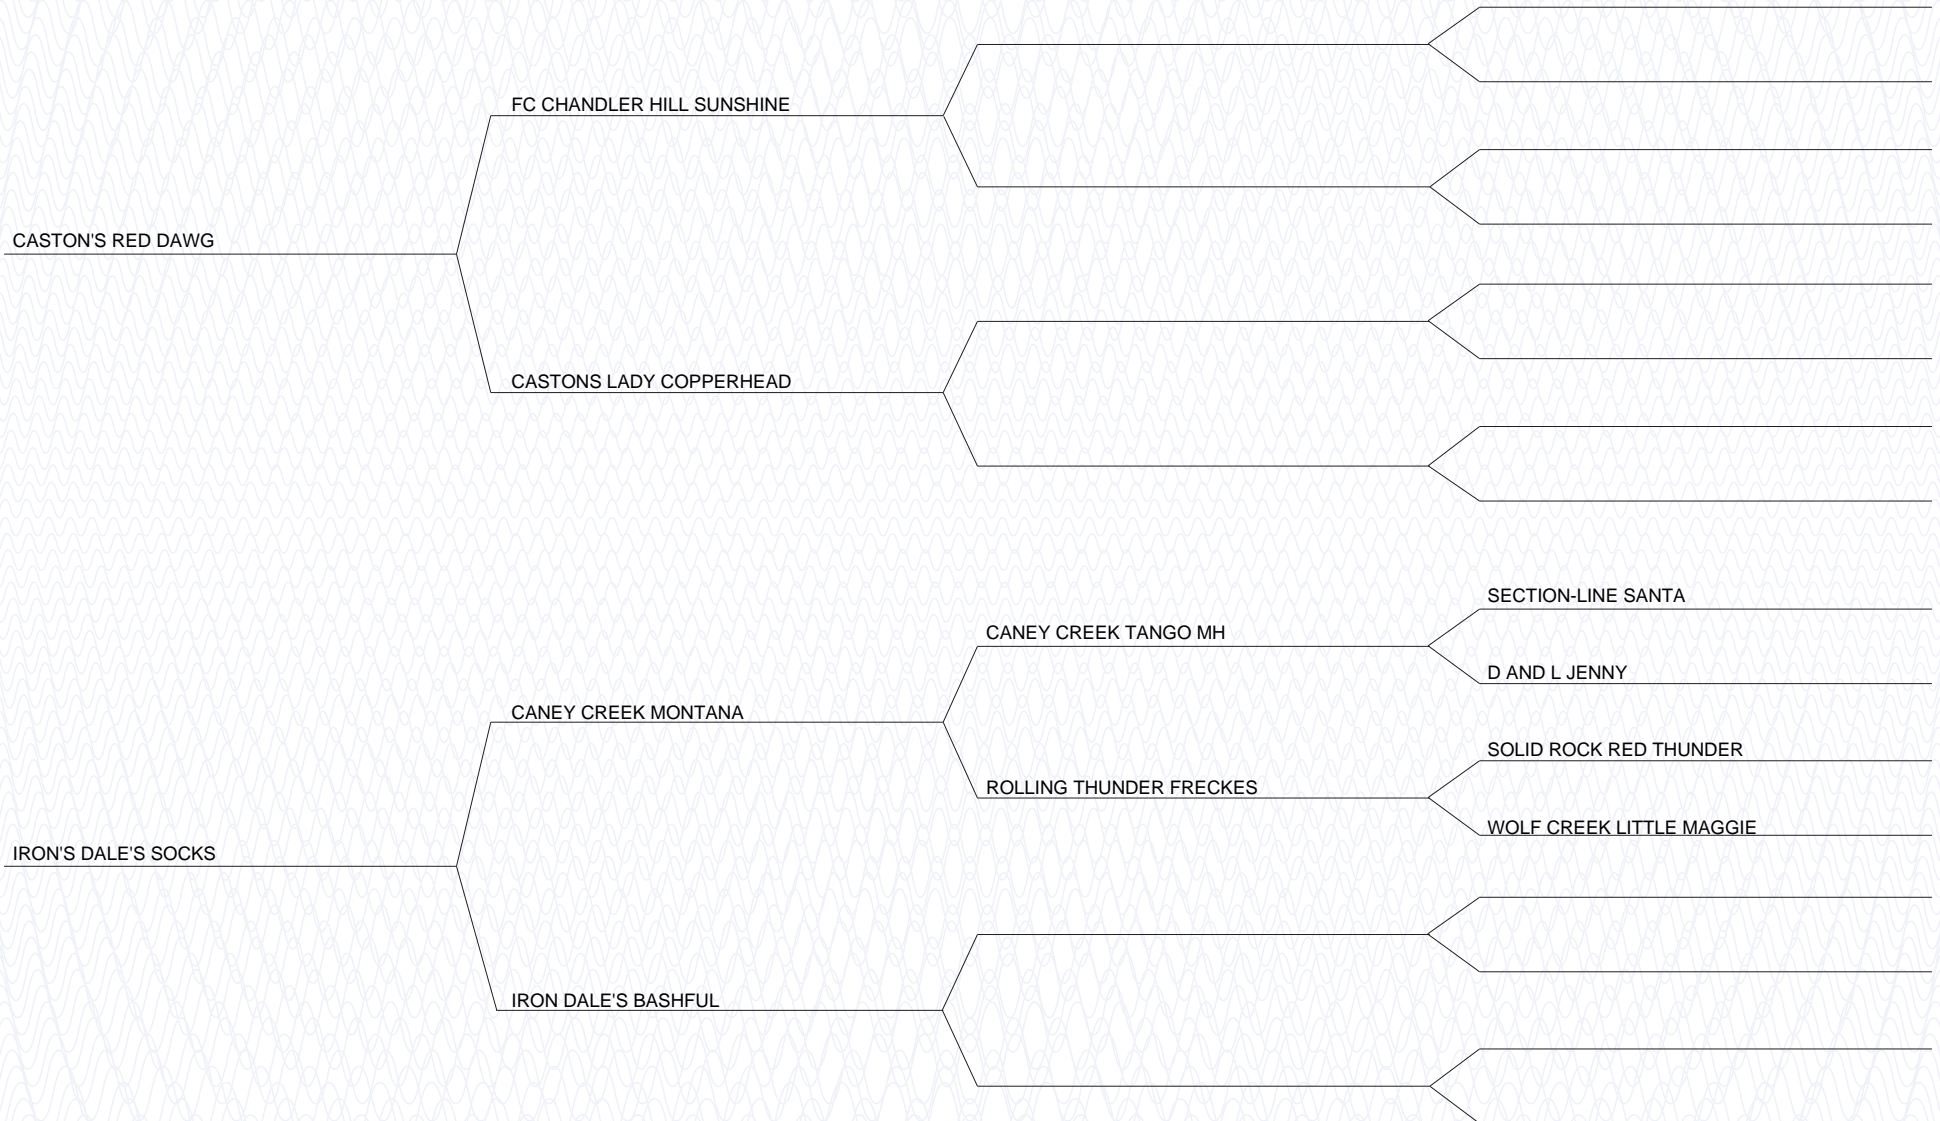 FC CHANDLER HILL SUNSHINE
CASTON'S RED DAWG
CASTONS LADY COPPERHEAD
SECTION-LINE SANTA
CANEY CREEK TANGO MH
D AND L JENNY
CANEY CREEK MONTANA
SOLID ROCK RED THUNDER
ROLLING THUNDER FRECKES
WOLF CREEK LITTLE MAGGIE
IRON'S DALE'S SOCKS
IRON DALE'S BASHFUL